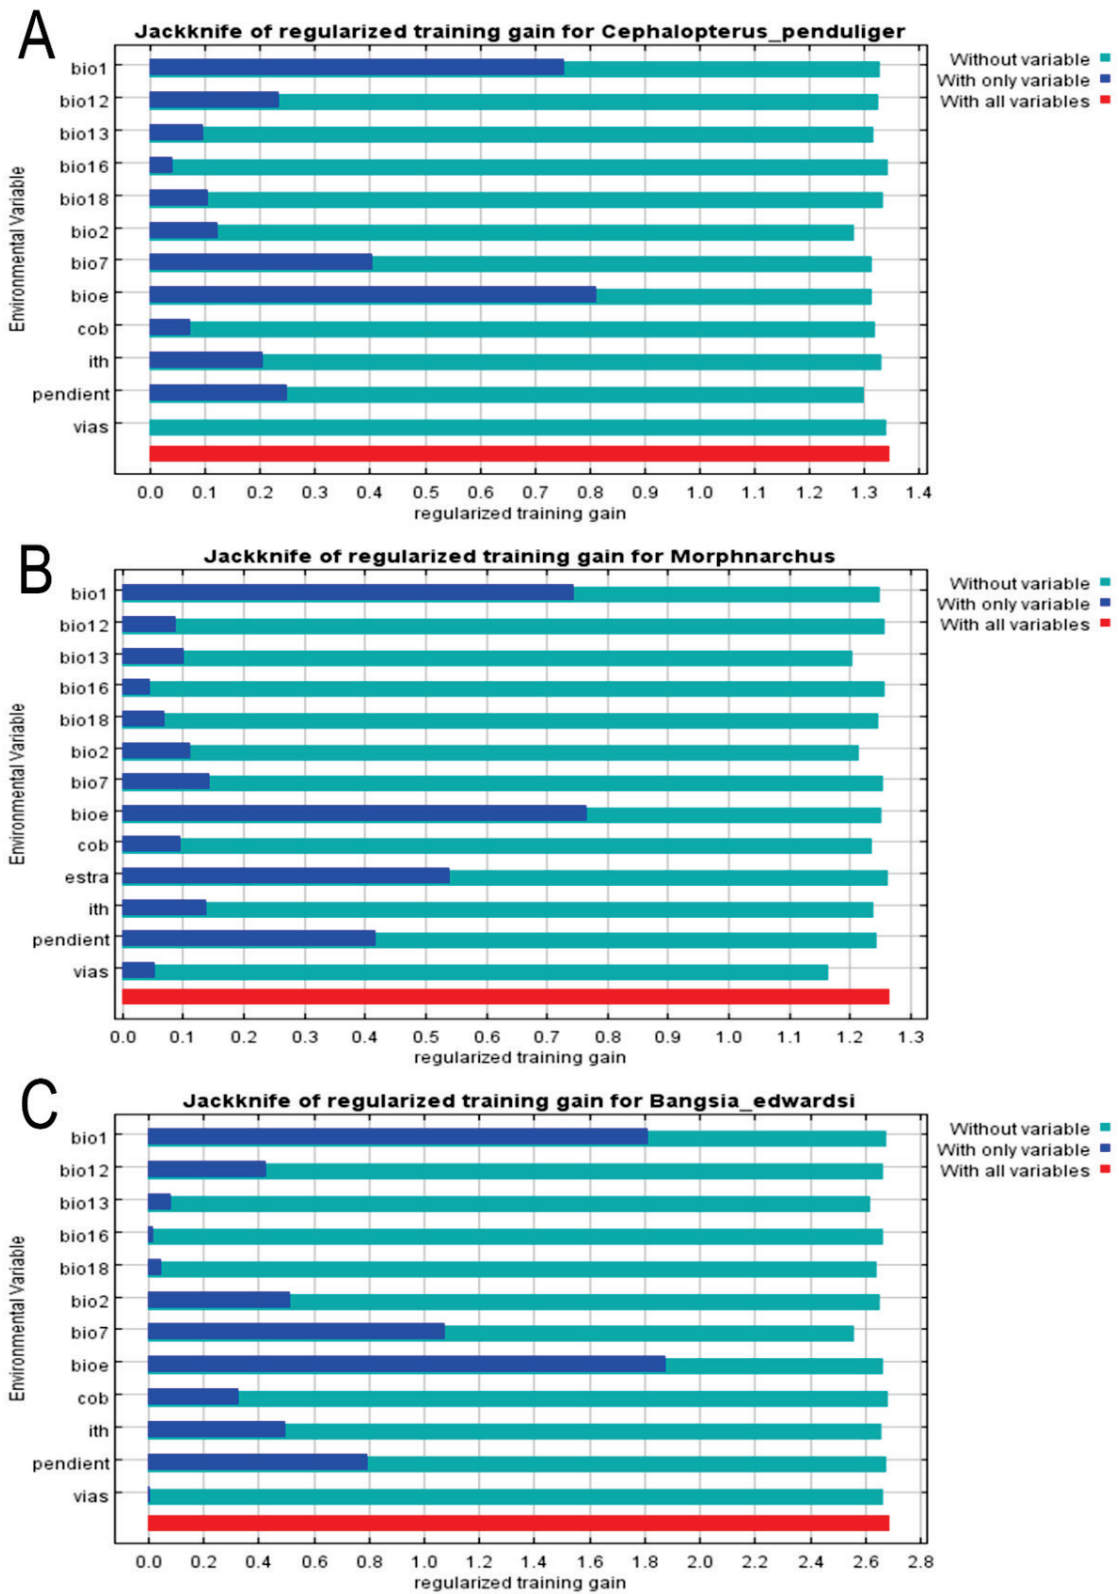 A
Jackknife of regularized training gain for Cephalopterus_penduliger
Without variable
With only variable
With all variables
Environmental Variable
bio1
bio12
bio13
bio16
bio18
bio2
bio7
bioe
cob
ith
pendient
vias
0.0 0.1 0.2 0.3 0.4 0.5 0.6 0.7 0.8 0.9 1.0 1.1 1.2 1.3 1.4
regularized training gain
B
Jackknife of regularized training gain for Morphnarchus
Without variable
With only variable
With all variables
Environmental Variable
bio1
bio12
bio13
bio16
bio18
bio2
bio7
bioe
cob
estra
ith
pendient
vias
0.0 0.1 0.2 0.3 0.4 0.5 0.6 0.7 0.8 0.9 1.0 1.1 1.2 1.3
regularized training gain
C
Jackknife of regularized training gain for Bangsia_edwardsi
Without variable
With only variable
With all variables
Environmental Variable
bio1
bio12
bio13
bio16
bio18
bio2
bio7
bioe
cob
ith
pendient
vias
0.0 0.2 0.4 0.6 0.8 1.0 1.2 1.4 1.6 1.8 2.0 2.2 2.4 2.6 2.8
regularized training gain